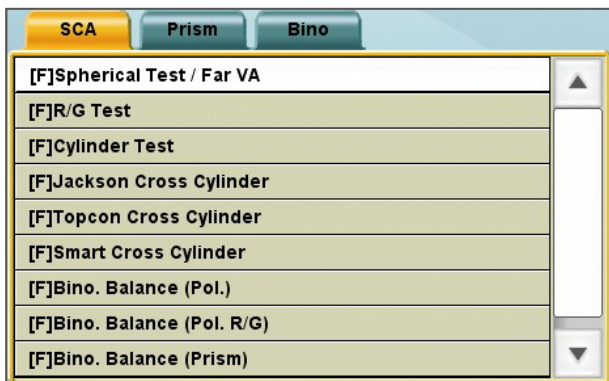 SCA Prism Bino
[F]Spherical Test / Far VA
[F]R/G Test
[F]Cylinder Test
[F]Jackson Cross Cylinder
[F]Topcon Cross Cylinder
[F]Smart Cross Cylinder
[F]Bino. Balance (Pol.)
[F]Bino. Balance (Pol. R/G)
[F]Bino. Balance (Prism)